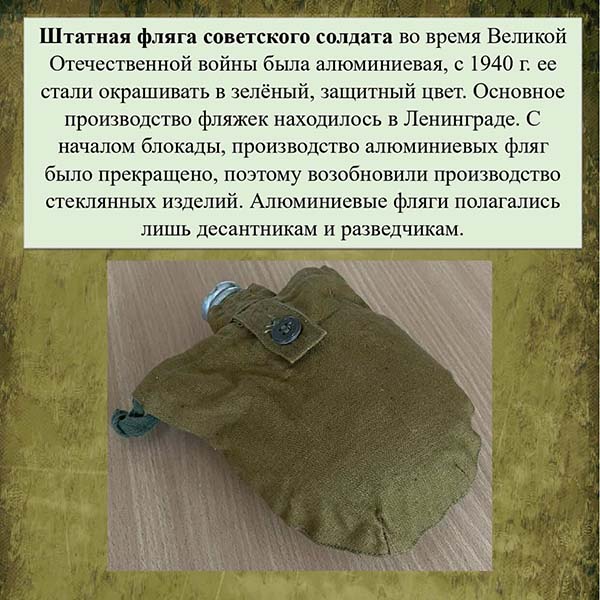 Штатная фляга советского солдата во время Великой
Отечественной войны была алюминиевая, с 1940 г. ее
стали окрашивать в зелёный, защитный цвет. Основное
производство фляжек находилось в Ленинграде. С
началом блокады, производство алюминиевых фляг
было прекращено, поэтому возобновили производство
стеклянных изделий. Алюминиевые фляги полагались
лишь десантникам и разведчикам.